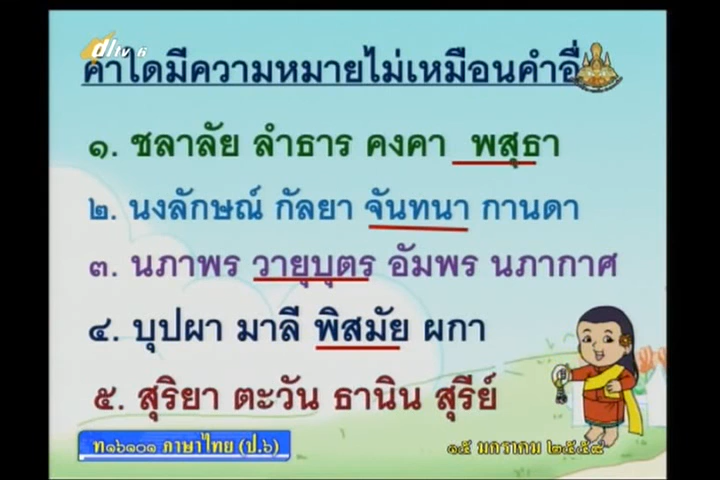 dltv 6
คำใดมีความหมายไม่เหมือนคำอื่
๑. ชลาลัย ลำธาร คงคา พสุธา
๒. นงลักษณ์ กัลยา จันทนา กานดา
๓. นภาพร วายุบุตร อัมพร นภากาศ
๔. บุปผา มาลี พิสมัย ผกา
๕. สุริยา ตะวัน ธานิน สุรีย์
ท๑๖๑๐๑ ภาษาไทย (ป.๖)
๑๕ มกราคม ๒๕๕๘